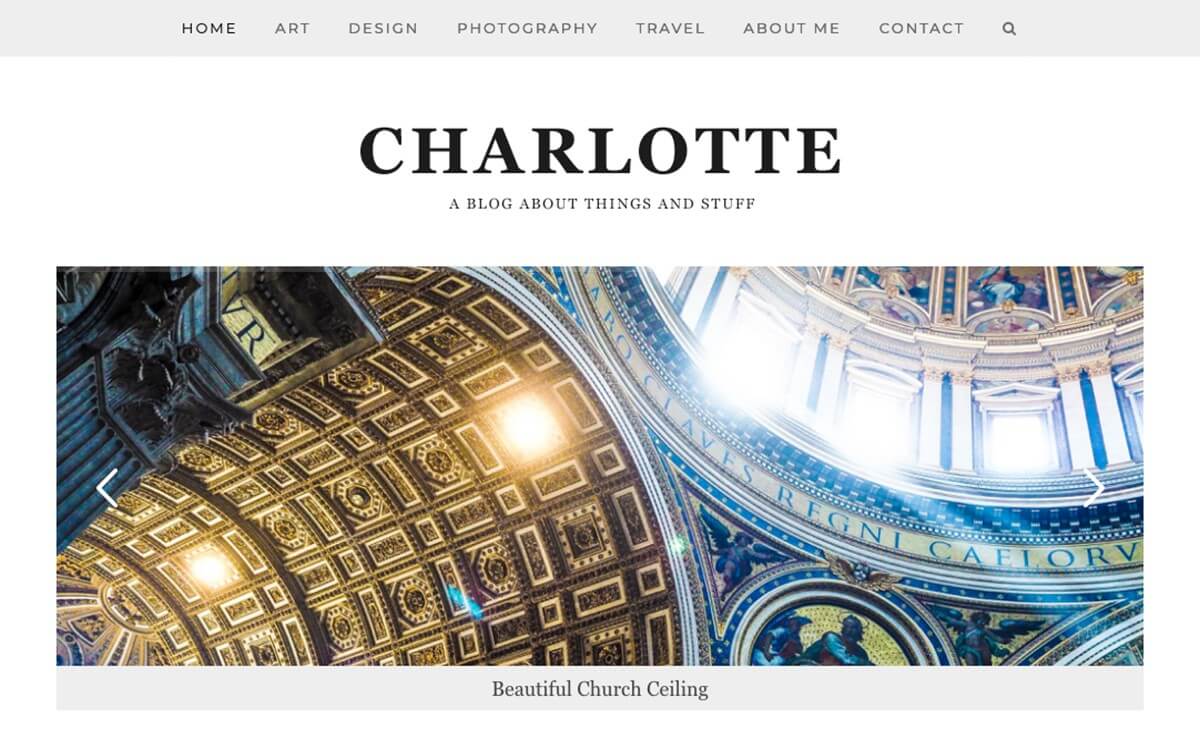 HOME ART DESIGN PHOTOGRAPHY TRAVEL ABOUT ME CONTACT
CHARLOTTE
A BLOG ABOUT THINGS AND STUFF
VR
ABO CLAVES REGNI CAELORV
Beautiful Church Ceiling